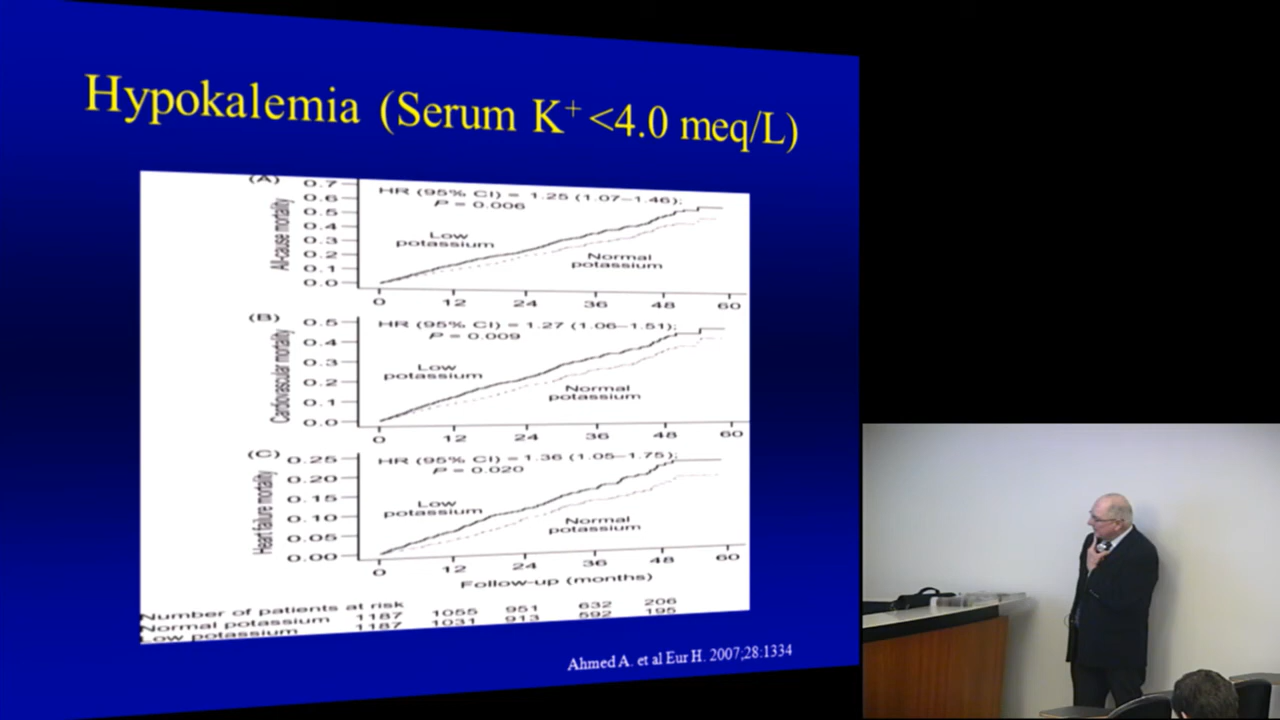 Hypokalemia (Serum K+ <4.0 meq/L)
(A)
All-cause mortality
0.7
0.6
0.5
0.4
0.3
0.2
0.1
0.0
HR (95% CI) = 1.25 (1.07–1.46);
P = 0.006
Low
potassium
Normal
potassium
0 12 24 36 48 60
(B)
Cardiovascular mortality
0.5
0.4
0.3
0.2
0.1
0.0
HR (95% CI) = 1.27 (1.06–1.51);
P = 0.009
Low
potassium
Normal
potassium
0 12 24 36 48 60
(C)
Heart failure mortality
0.25
0.20
0.15
0.10
0.05
0.00
HR (95% CI) = 1.36 (1.05–1.75);
P = 0.020
Low
potassium
Normal
potassium
0 12 24 36 48 60
Follow-up (months)
Number of patients at risk
Normal potassium 1187 1055 951 632 206
Low potassium 1187 1031 913 592 195
Ahmed A. et al Eur H. 2007;28:1334